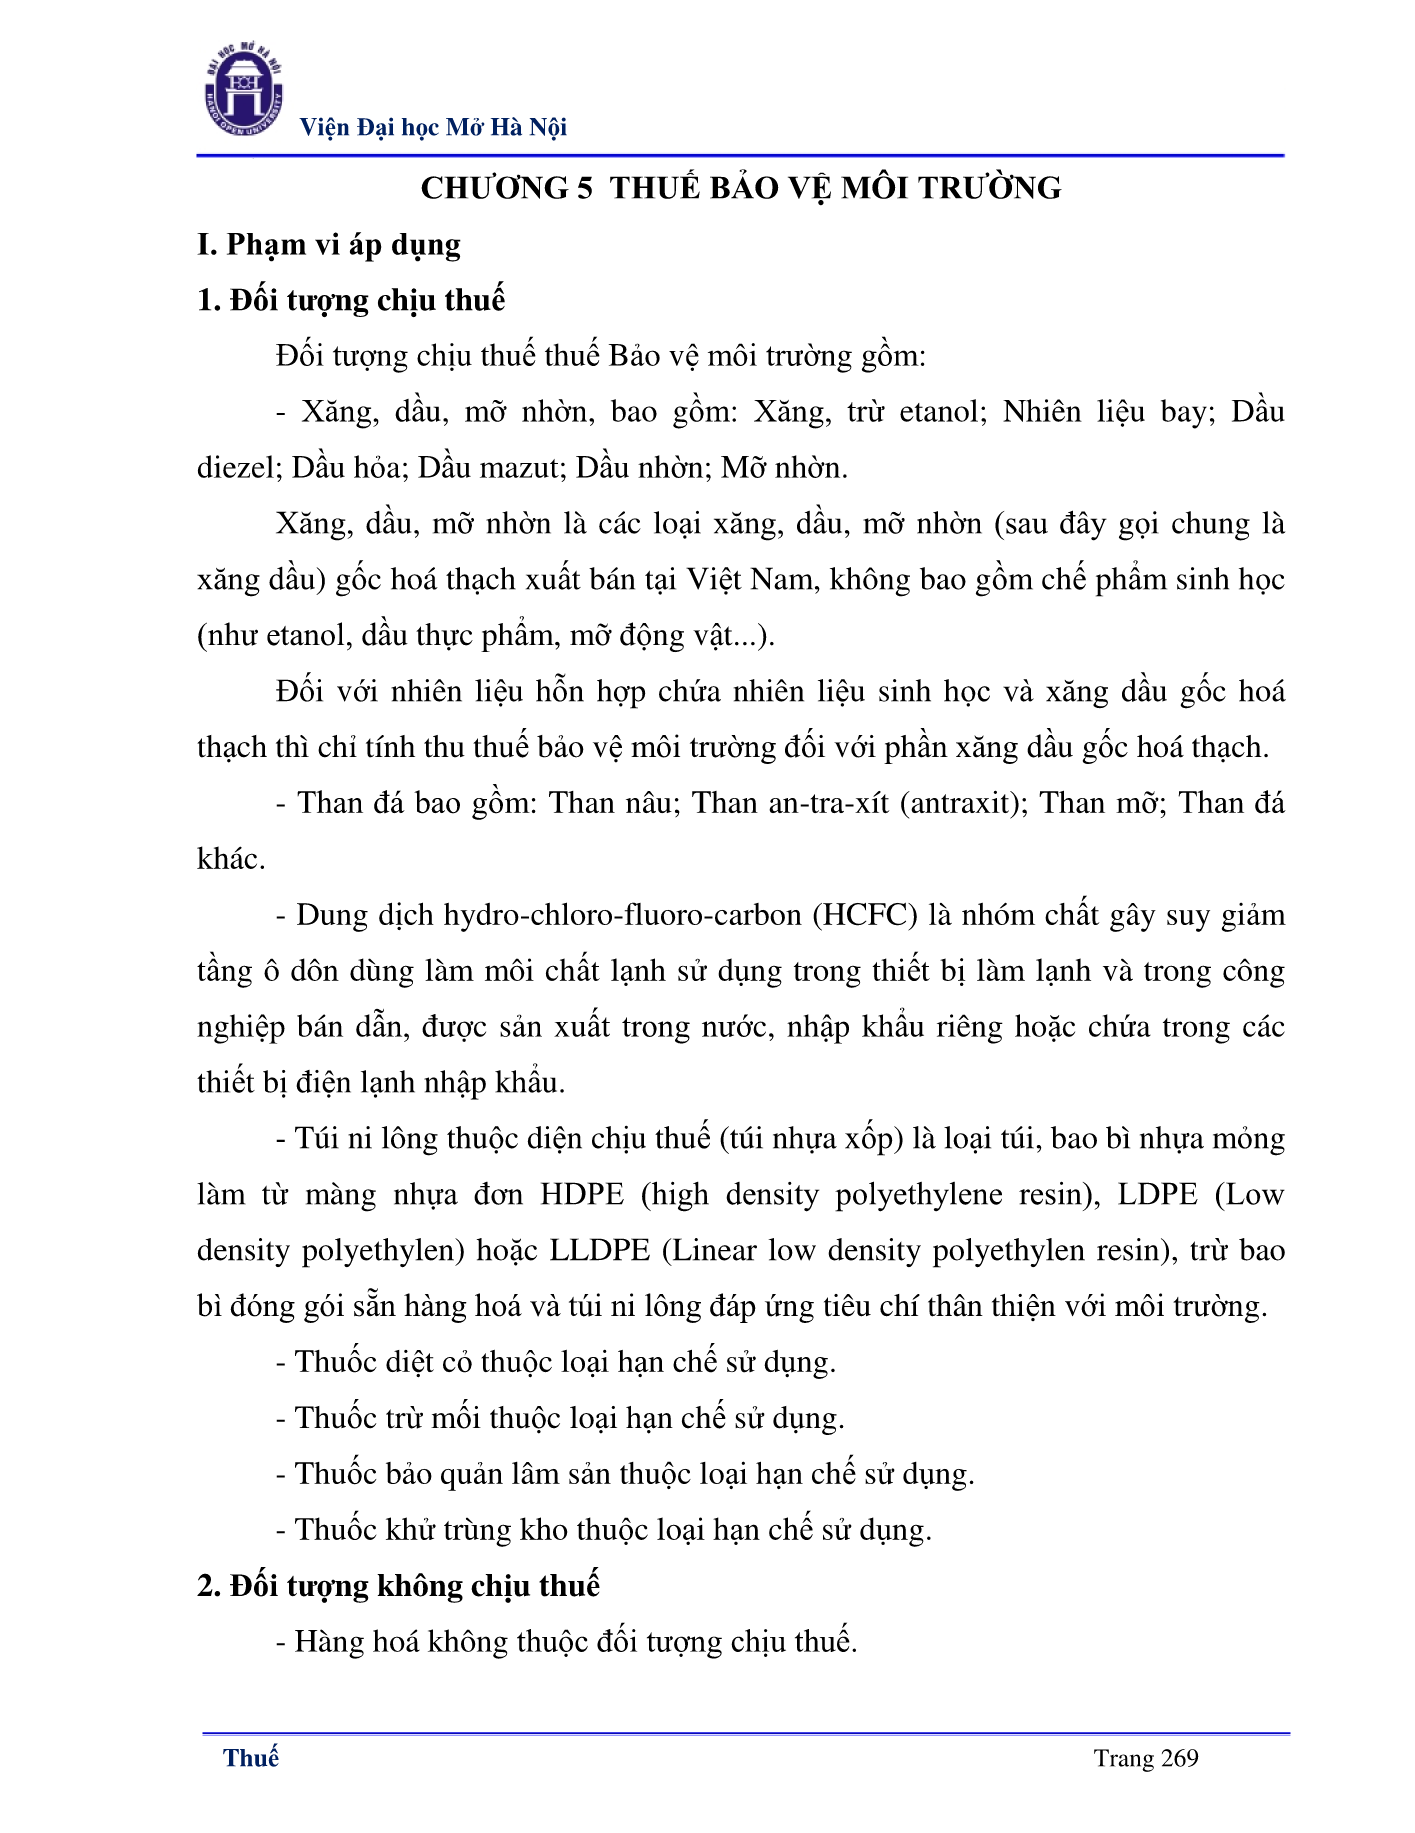 ĐẠI HỌC MỞ HÀ NỘI
HANOI OPEN UNIVERSITY
Viện Đại học Mở Hà Nội
CHƯƠNG 5 THUẾ BẢO VỆ MÔI TRƯỜNG
I. Phạm vi áp dụng
1. Đối tượng chịu thuế
Đối tượng chịu thuế thuế Bảo vệ môi trường gồm:
- Xăng, dầu, mỡ nhờn, bao gồm: Xăng, trừ etanol; Nhiên liệu bay; Dầu
diezel; Dầu hỏa; Dầu mazut; Dầu nhờn; Mỡ nhờn.
Xăng, dầu, mỡ nhờn là các loại xăng, dầu, mỡ nhờn (sau đây gọi chung là
xăng dầu) gốc hoá thạch xuất bán tại Việt Nam, không bao gồm chế phẩm sinh học
(như etanol, dầu thực phẩm, mỡ động vật...).
Đối với nhiên liệu hỗn hợp chứa nhiên liệu sinh học và xăng dầu gốc hoá
thạch thì chỉ tính thu thuế bảo vệ môi trường đối với phần xăng dầu gốc hoá thạch.
- Than đá bao gồm: Than nâu; Than an-tra-xít (antraxit); Than mỡ; Than đá
khác.
- Dung dịch hydro-chloro-fluoro-carbon (HCFC) là nhóm chất gây suy giảm
tầng ô dôn dùng làm môi chất lạnh sử dụng trong thiết bị làm lạnh và trong công
nghiệp bán dẫn, được sản xuất trong nước, nhập khẩu riêng hoặc chứa trong các
thiết bị điện lạnh nhập khẩu.
- Túi ni lông thuộc diện chịu thuế (túi nhựa xốp) là loại túi, bao bì nhựa mỏng
làm từ màng nhựa đơn HDPE (high density polyethylene resin), LDPE (Low
density polyethylen) hoặc LLDPE (Linear low density polyethylen resin), trừ bao
bì đóng gói sẵn hàng hoá và túi ni lông đáp ứng tiêu chí thân thiện với môi trường.
- Thuốc diệt cỏ thuộc loại hạn chế sử dụng.
- Thuốc trừ mối thuộc loại hạn chế sử dụng.
- Thuốc bảo quản lâm sản thuộc loại hạn chế sử dụng.
- Thuốc khử trùng kho thuộc loại hạn chế sử dụng.
2. Đối tượng không chịu thuế
- Hàng hoá không thuộc đối tượng chịu thuế.
Thuế Trang 269